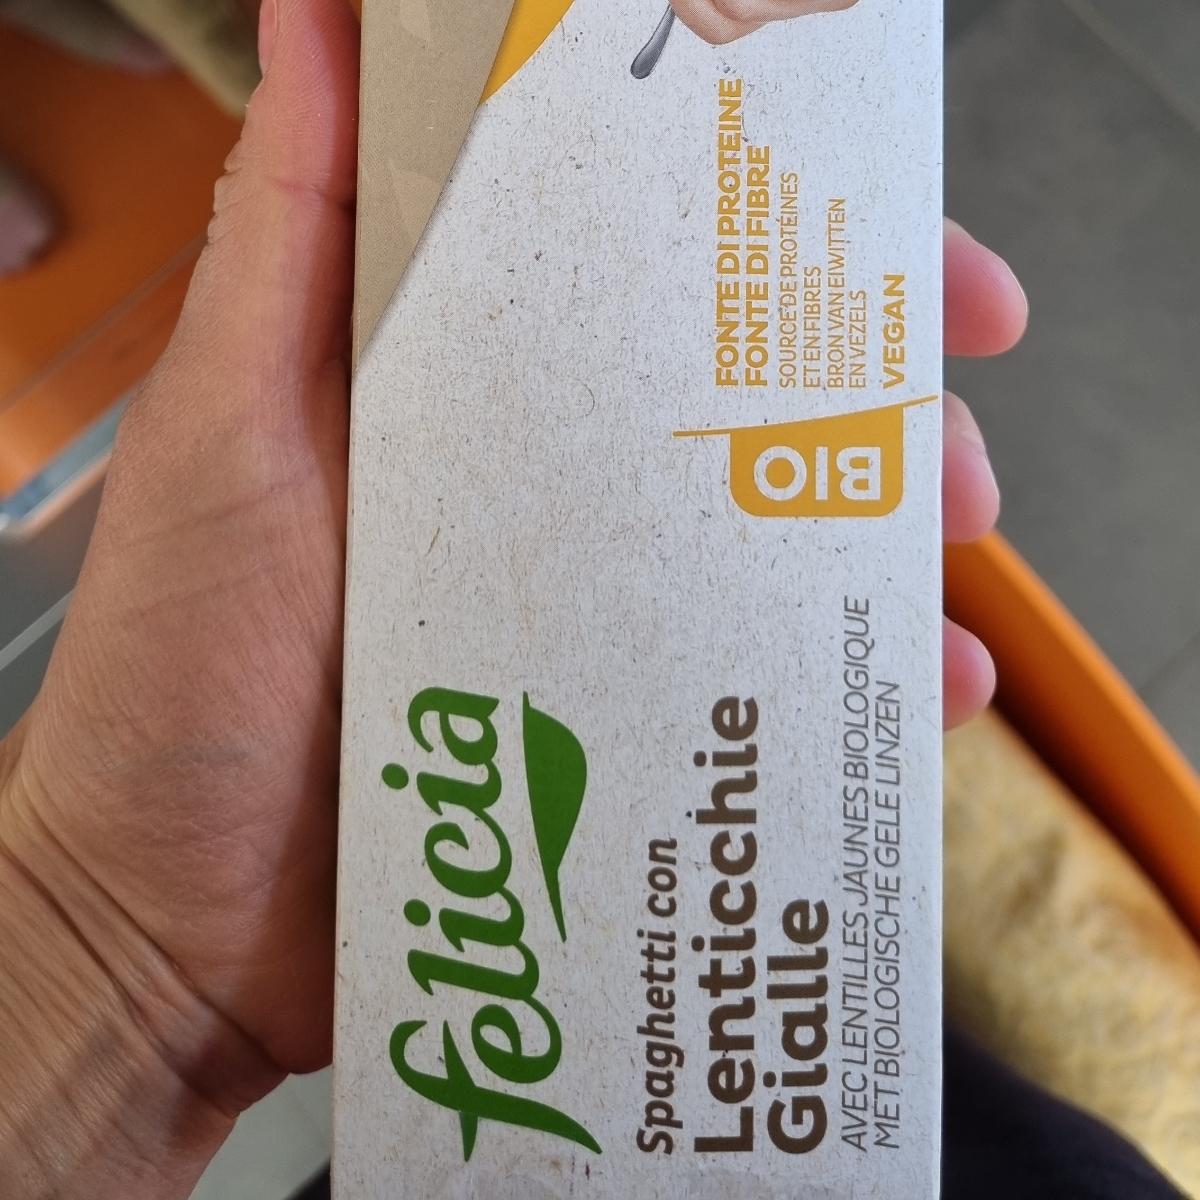 felicia
Spaghetti con
Lenticchie
Gialle
AVEC LENTILLES JAUNES BIOLOGIQUE
MET BIOLOGISCHE GELE LINZEN
BIO
FONTE DI PROTEINE
FONTE DI FIBRE
SOURCE DE PROTÉINES
ET EN FIBRES
BRON VAN EIWITTEN
EN VEZELS
VEGAN